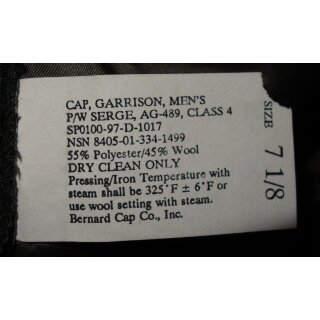 CAP, GARRISON, MEN'S
P/W SERGE, AG-489, CLASS 4
SP0100-97-D-1017
NSN 8405-01-334-1499
55% Polyester/45% Wool
DRY CLEAN ONLY
Pressing/Iron Temperature with
steam shall be 325°F ± 6°F or
use wool setting with steam.
Bernard Cap Co., Inc.
SIZE
7 1/8